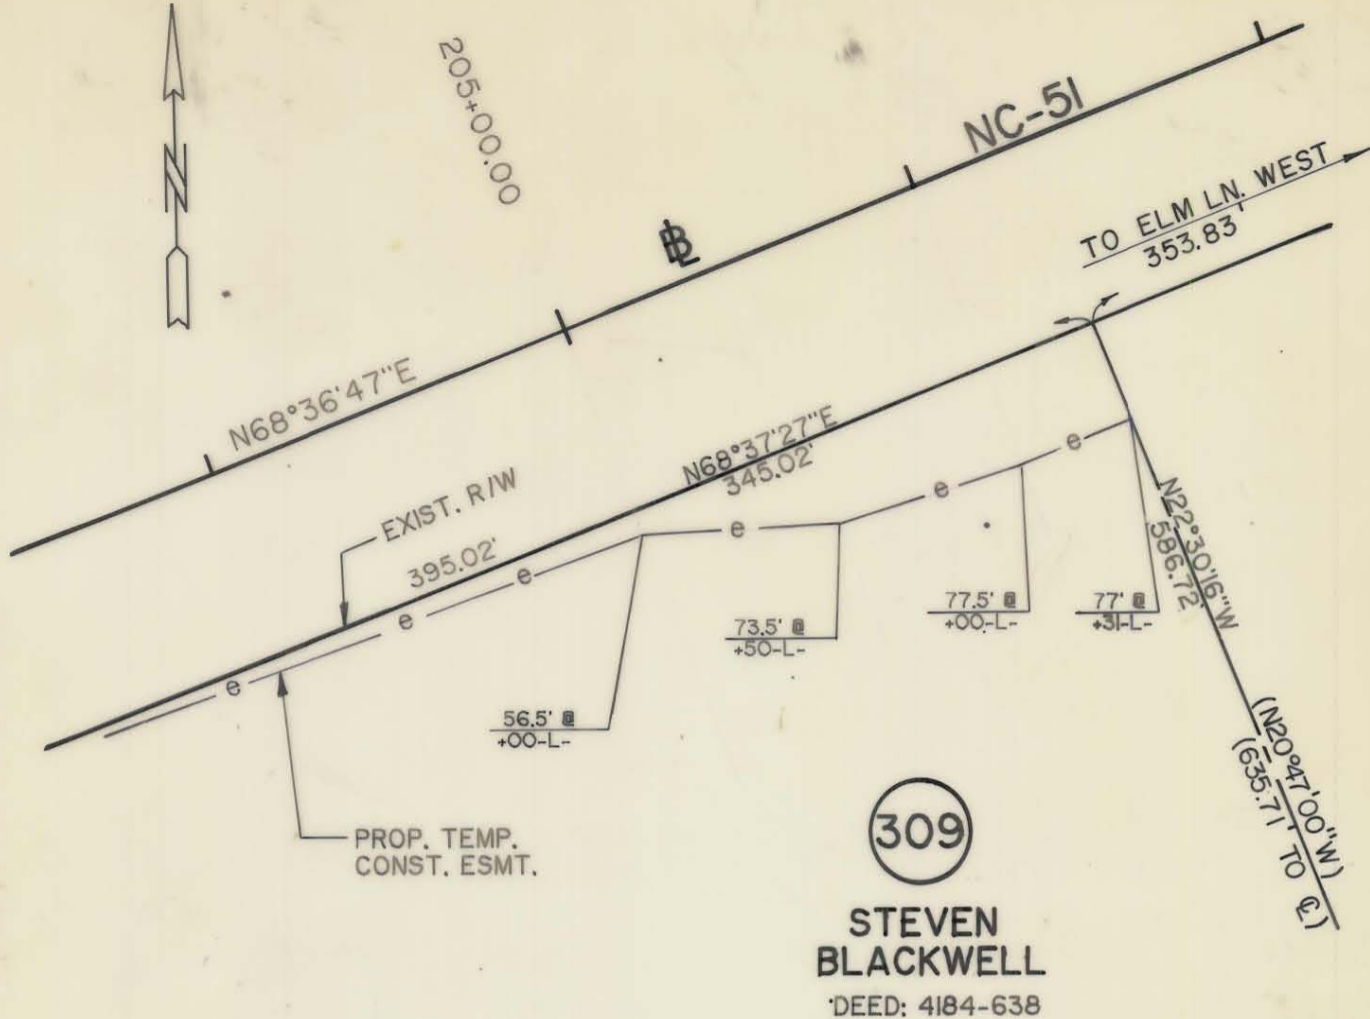 N
205+00.00
NC-51
BL
TO ELM LN. WEST
353.83'
N68°36'47"E
N68°37'27"E
345.02'
EXIST. R/W
395.02'
e
e
e
e
e
e
N22°30'16"W
586.72'
77.5' @
+00-L-
77' @
+31-L-
73.5' @
+50-L-
56.5' @
+00-L-
(N20°47'00"W)
(635.71' TO ℄)
PROP. TEMP.
CONST. ESMT.
309
STEVEN
BLACKWELL
DEED: 4184-638